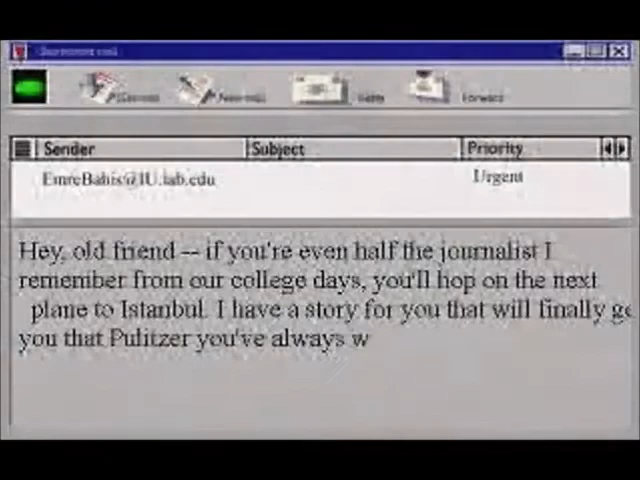 Sender Subject Priority
EmreBahis@IU.lab.edu Urgent
Hey, old friend -- if you're even half the journalist I
remember from our college days, you'll hop on the next
plane to Istanbul. I have a story for you that will finally ge
you that Pulitzer you've always w